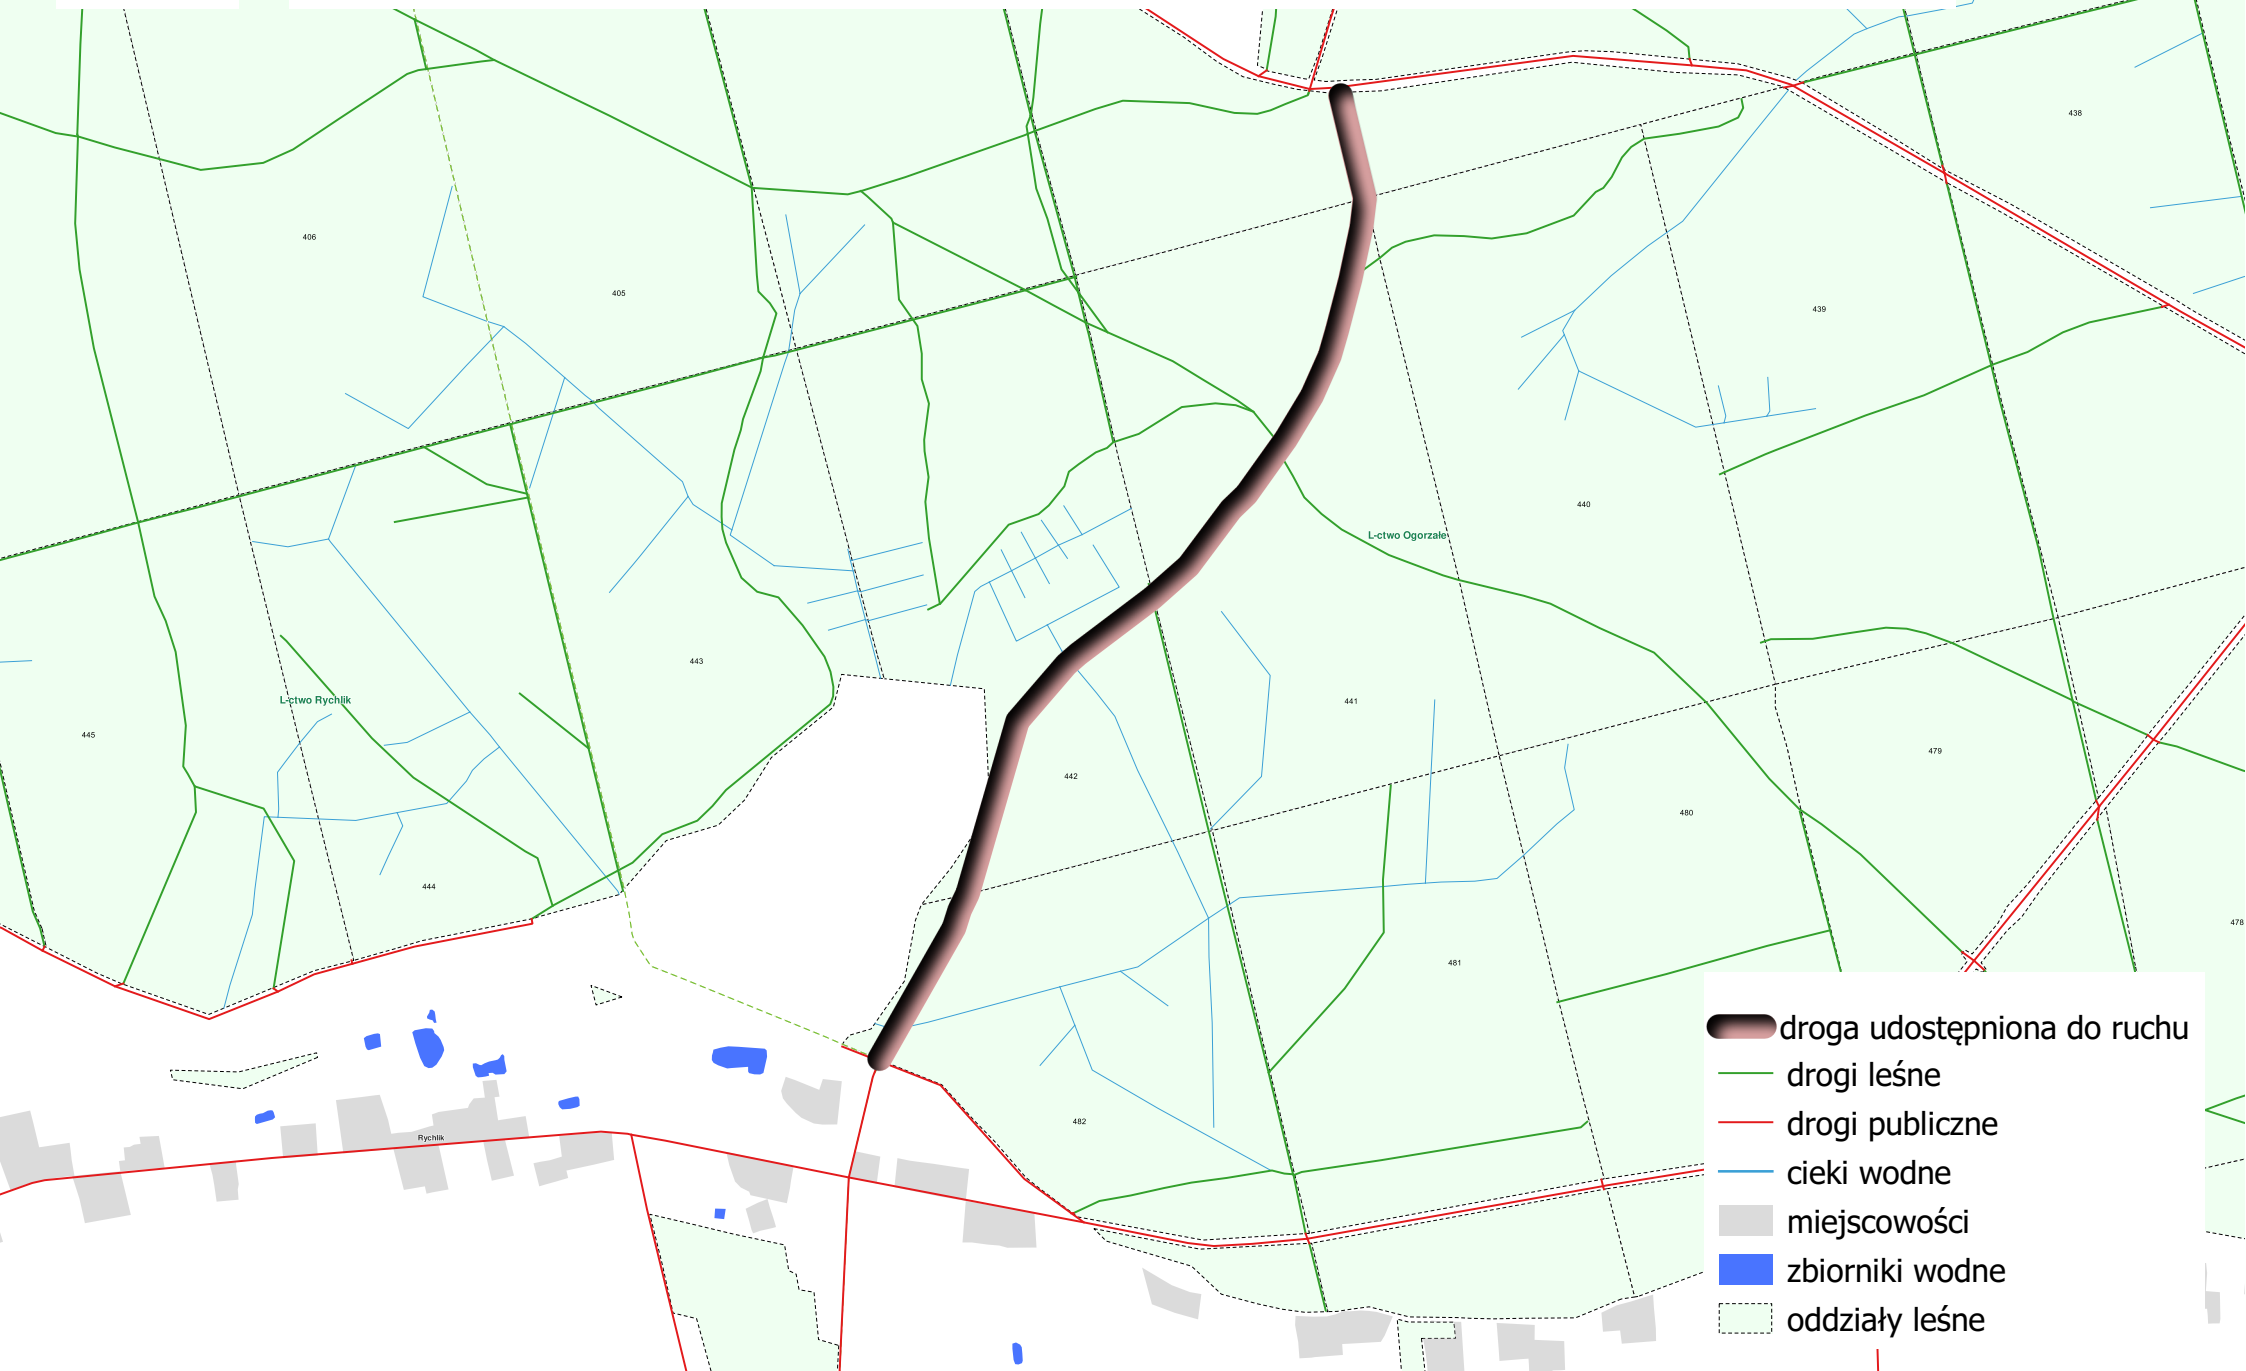 438
406
405
439
440
L-ctwo Ogorzałe
443
L-ctwo Rychlik
441
445
479
442
480
444
478
481
482
Rychlik
droga udostępniona do ruchu
drogi leśne
drogi publiczne
cieki wodne
miejscowości
zbiorniki wodne
oddziały leśne